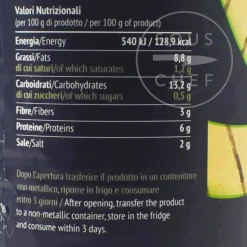 Valori Nutrizionali
(per 100 g di prodotto / per 100 g of product)
Energia/Energy 540 kJ / 128,9 kcal
Grassi/Fats 8,8 g
di cui saturi/of which saturates 1,2 g
Carboidrati/Carbohydrates 13,2 g
di cui zuccheri/of which sugars 0,5 g
Fibre/Fibers 3 g
Proteine/Proteins 6 g
Sale/Salt 2 g
Dopo l'apertura trasferire il prodotto in un contenitore
non metallico, riporre in frigo e consumare
entro 3 giorni / After opening, transfer the product
to a non-metallic container, store in the fridge
and consume within 3 days.
CHEF